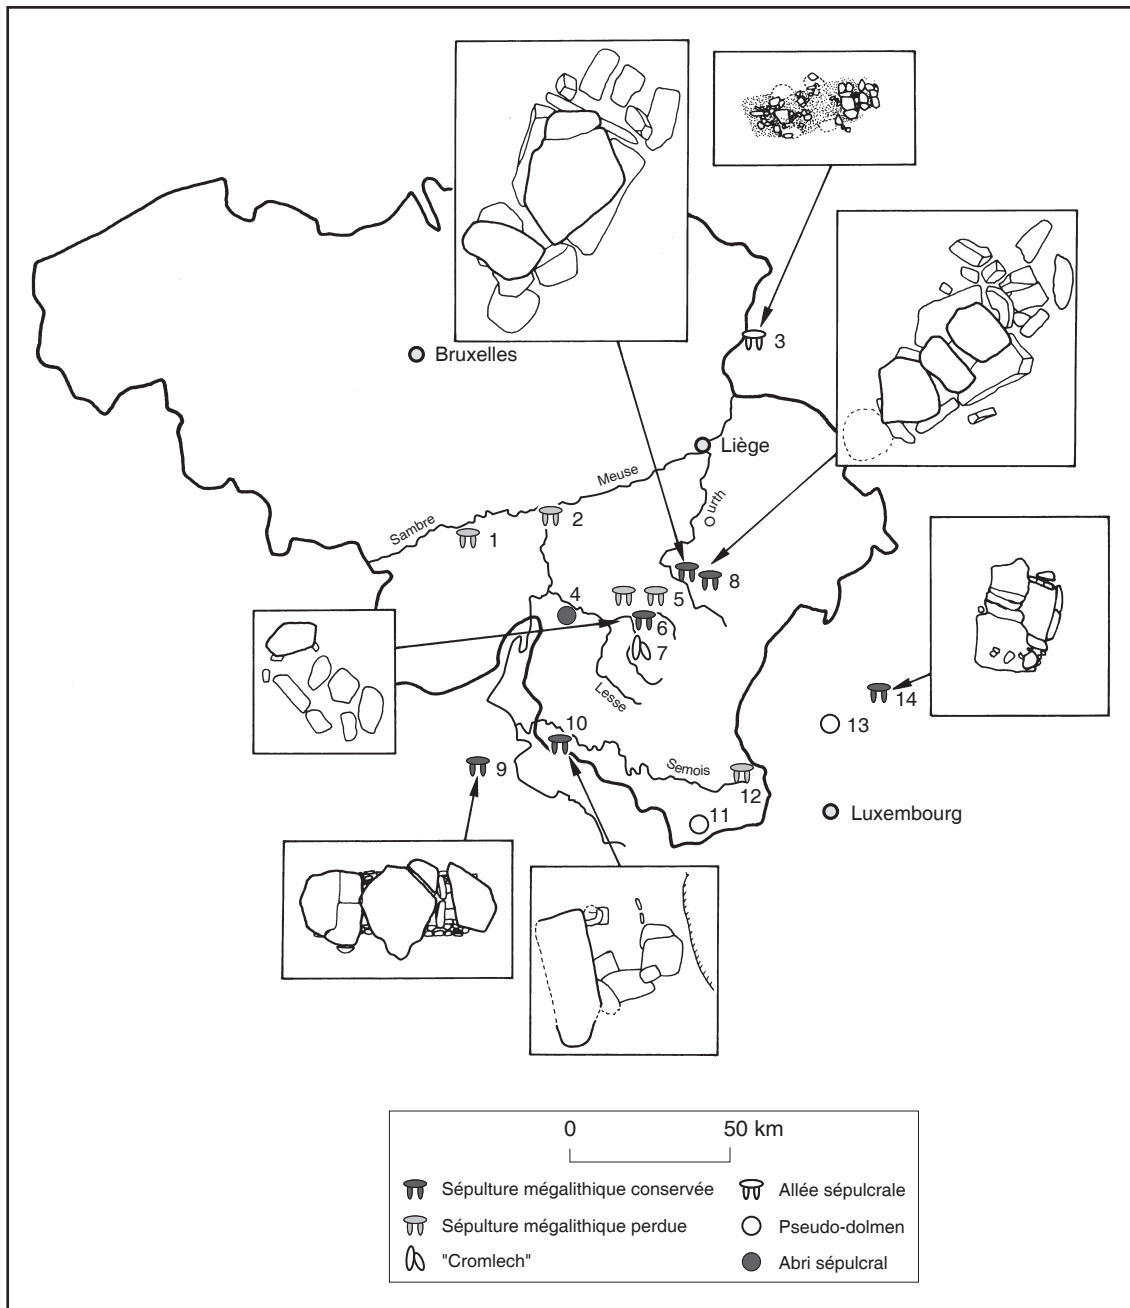 3
Bruxelles
Liège
Meuse
Ourth
Sambre
2
1
8
4
5
6
7
Lesse
14
13
10
9
Semois
12
11
Luxembourg
0 50 km
Sépulture mégalithique conservée
Allée sépulcrale
Sépulture mégalithique perdue
Pseudo-dolmen
"Cromlech"
Abri sépulcral